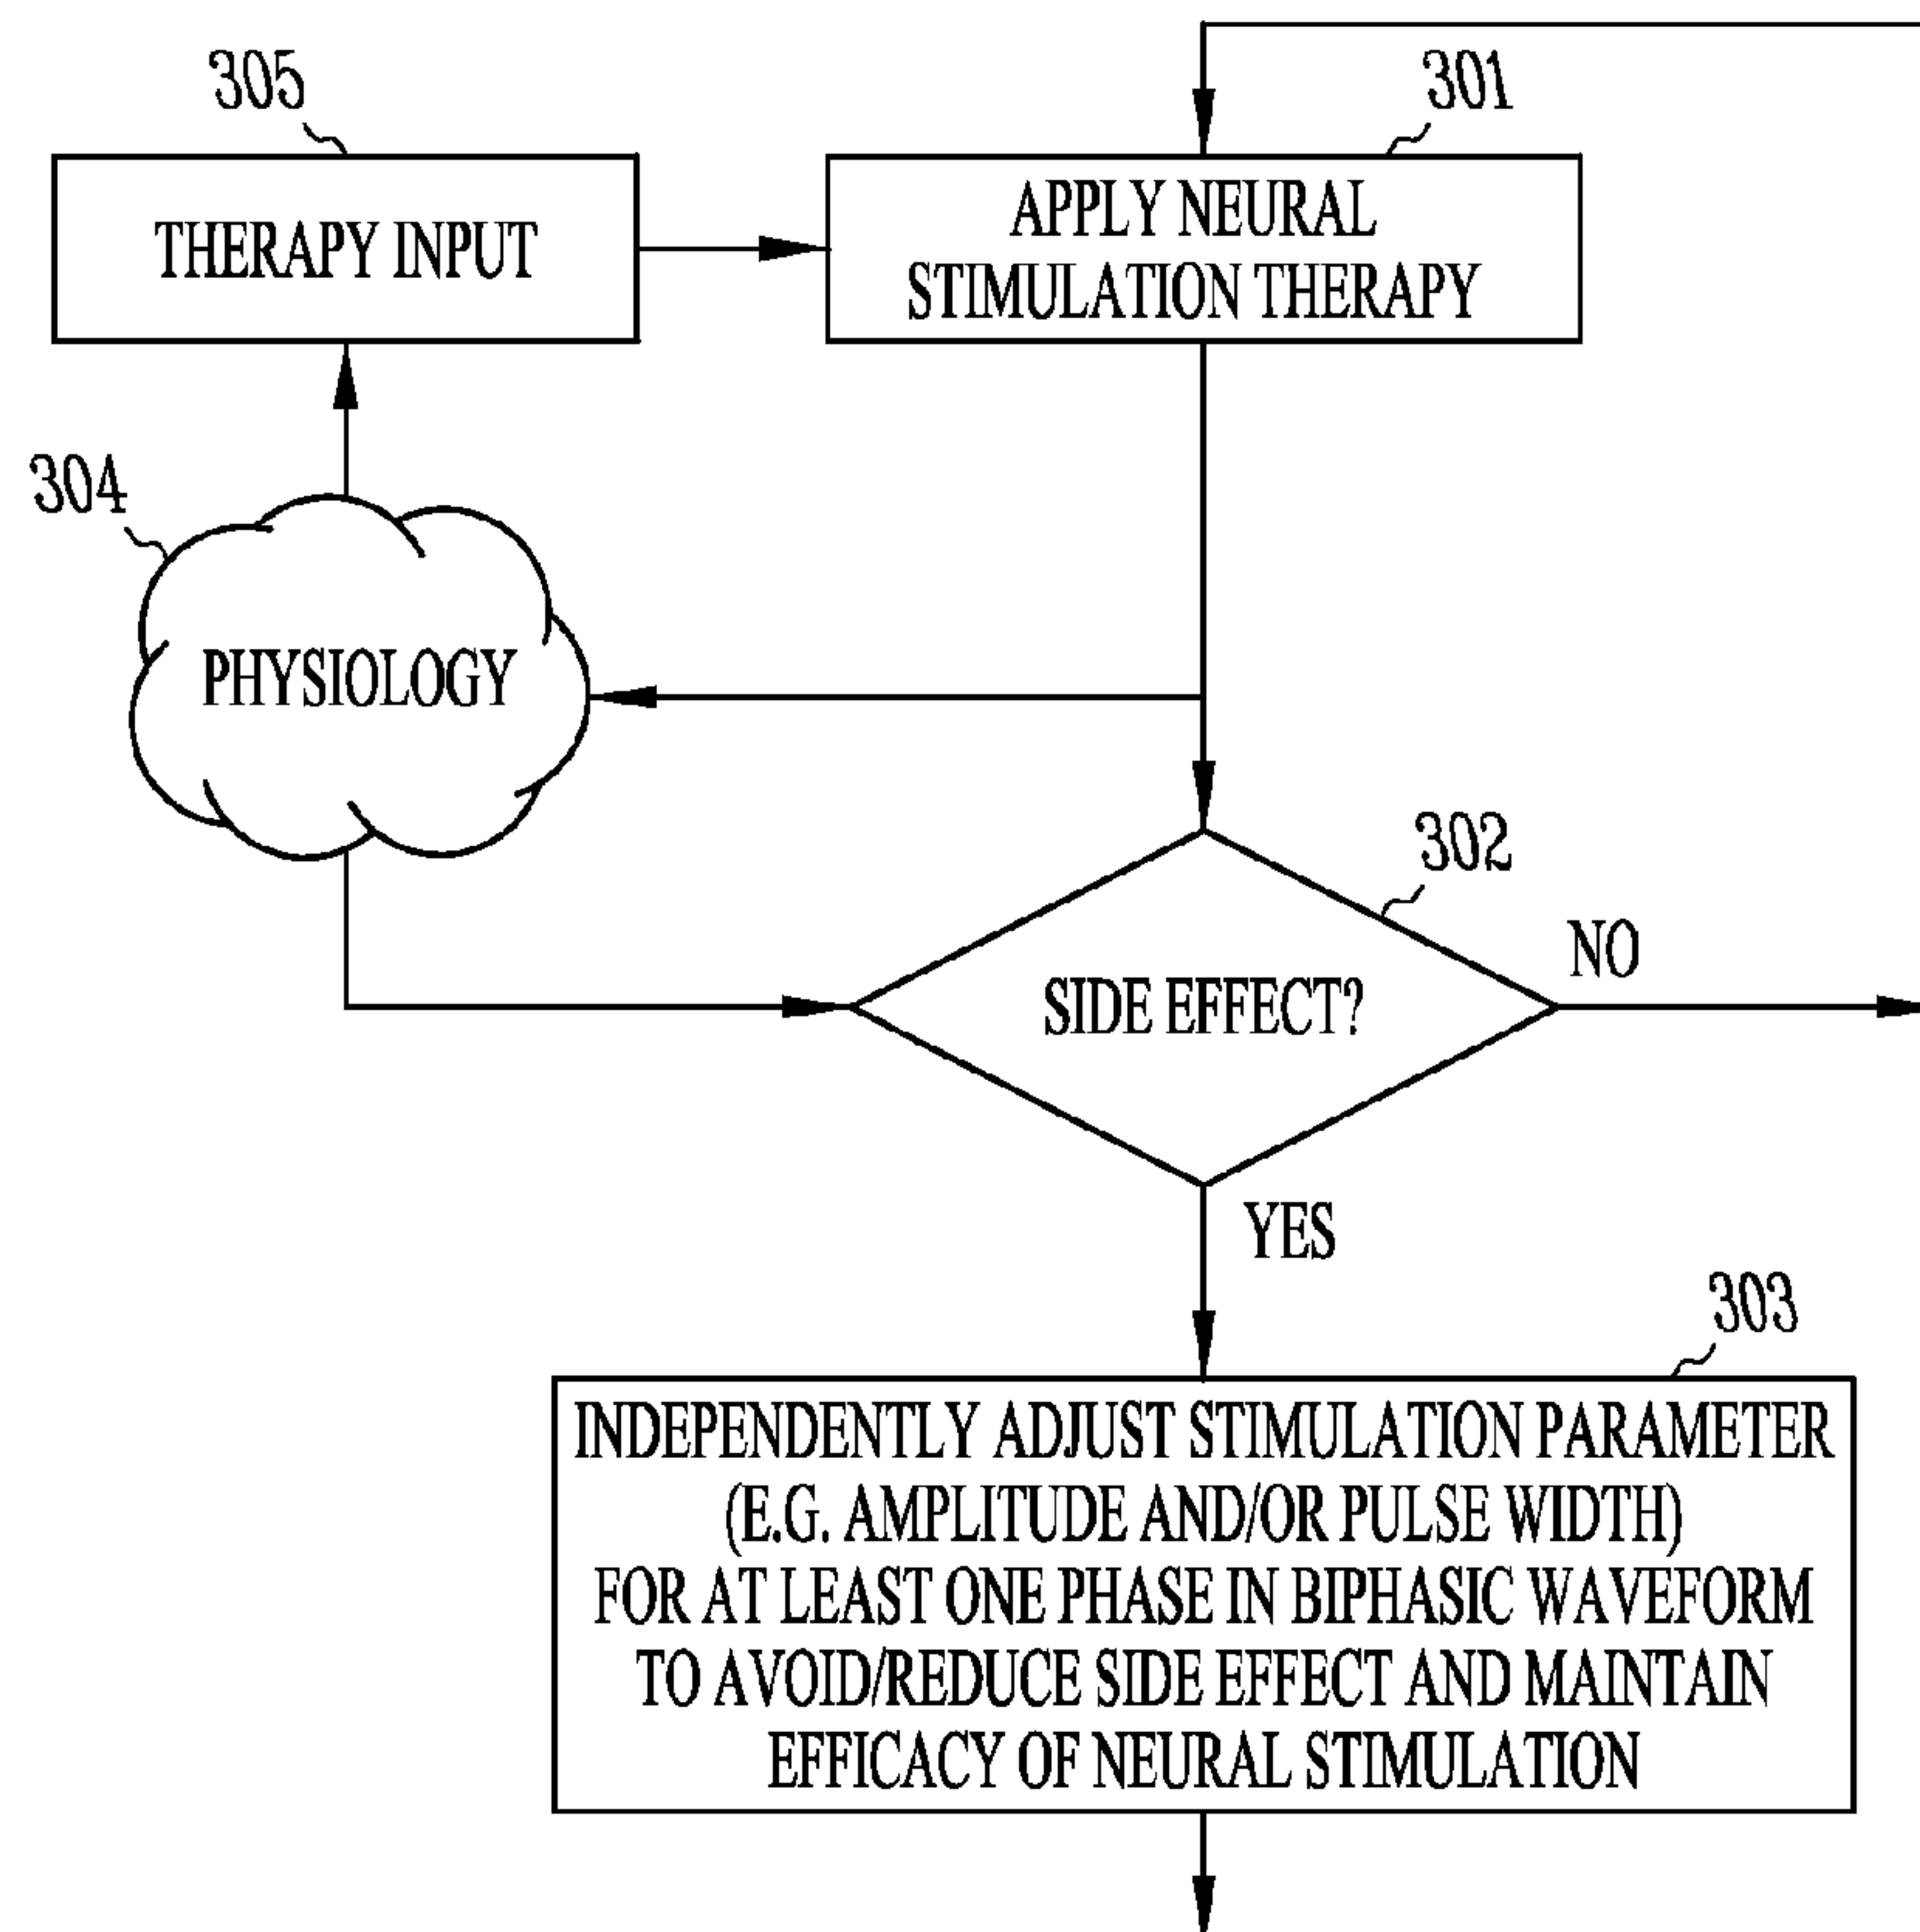 305
301
THERAPY INPUT
APPLY NEURAL
STIMULATION THERAPY
304
PHYSIOLOGY
302
NO
SIDE EFFECT?
YES
303
INDEPENDENTLY ADJUST STIMULATION PARAMETER
(E.G. AMPLITUDE AND/OR PULSE WIDTH)
FOR AT LEAST ONE PHASE IN BIPHASIC WAVEFORM
TO AVOID/REDUCE SIDE EFFECT AND MAINTAIN
EFFICACY OF NEURAL STIMULATION